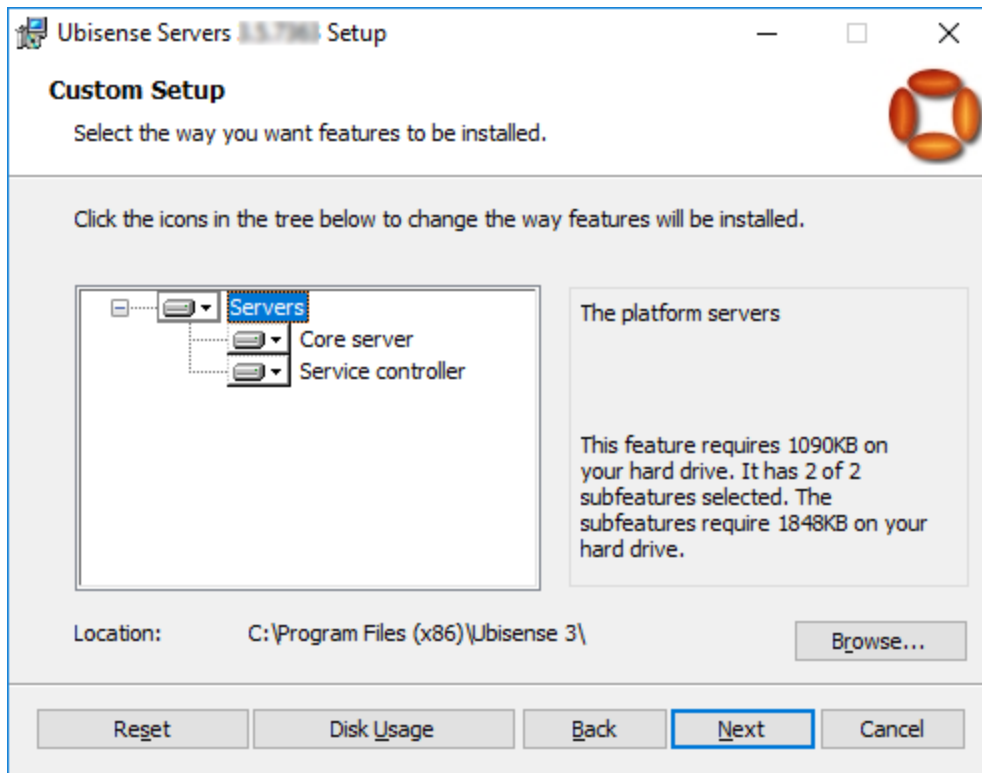 Ubisense Servers Setup
Custom Setup
Select the way you want features to be installed.
Click the icons in the tree below to change the way features will be installed.
Servers
Core server
Service controller
The platform servers
This feature requires 1090KB on
your hard drive. It has 2 of 2
subfeatures selected. The
subfeatures require 1848KB on your
hard drive.
Location: C:\Program Files (x86)\Ubisense 3\
Browse...
Reset Disk Usage Back Next Cancel